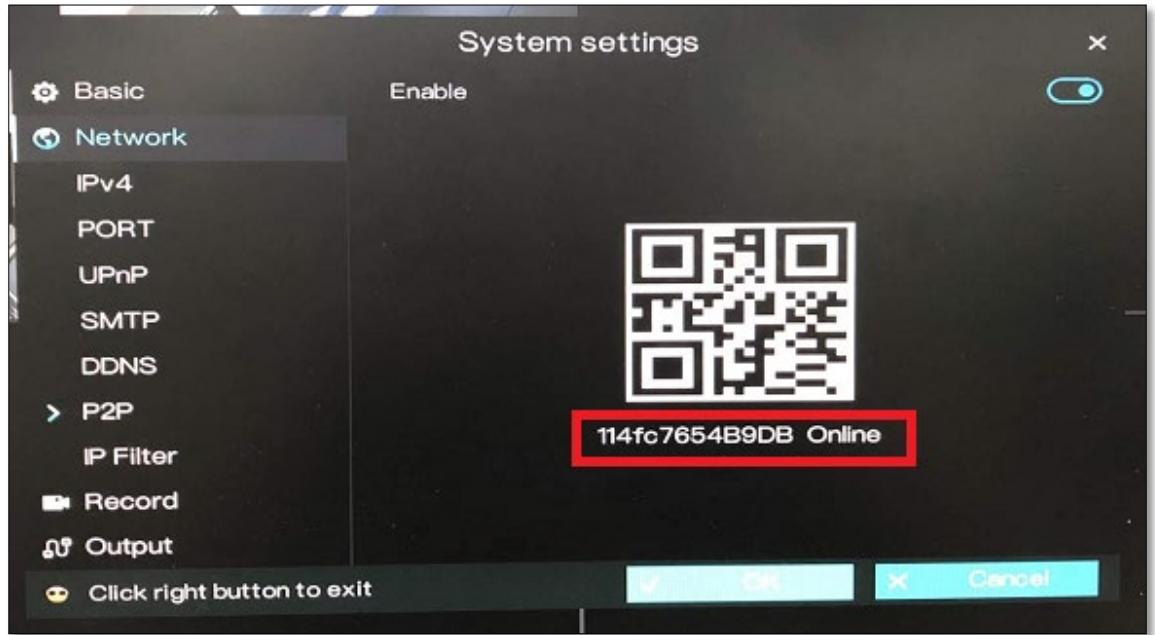 System settings
Basic
Enable
Network
IPv4
PORT
UPnP
SMTP
DDNS
P2P
114fc7654B9DB Online
IP Filter
Record
Output
Click right button to exit
OK
Cancel